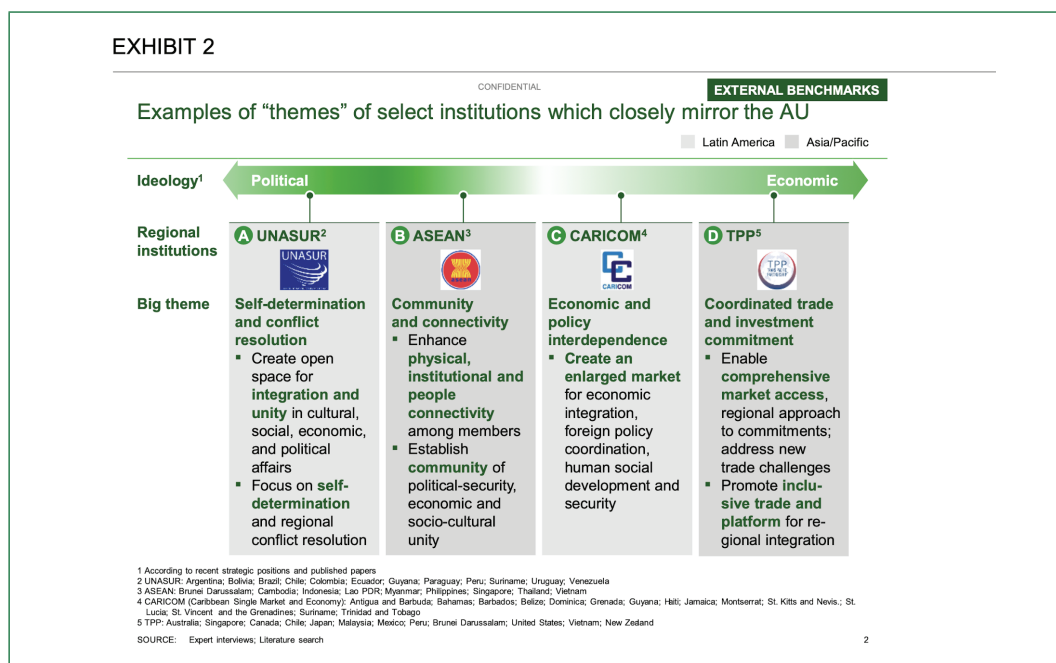 EXHIBIT 2
CONFIDENTIAL
EXTERNAL BENCHMARKS
Examples of “themes” of select institutions which closely mirror the AU
Latin America
Asia/Pacific
Ideology1
Political
Economic
Regional
institutions
A UNASUR2
UNASUR
B ASEAN3
asean
C CARICOM4
CARICOM
D TPP5
TPP
Big theme
Self-determination
and conflict
resolution
▪ Create open
space for
integration and
unity in cultural,
social, economic,
and political
affairs
▪ Focus on self-
determination
and regional
conflict resolution
Community
and connectivity
▪ Enhance
physical,
institutional and
people
connectivity
among members
▪ Establish
community of
political-security,
economic and
socio-cultural
unity
Economic and
policy
interdependence
▪ Create an
enlarged market
for economic
integration,
foreign policy
coordination,
human social
development and
security
Coordinated trade
and investment
commitment
▪ Enable
comprehensive
market access,
regional approach
to commitments;
address new
trade challenges
▪ Promote inclu-
sive trade and
platform for re-
gional integration
1 According to recent strategic positions and published papers
2 UNASUR: Argentina; Bolivia; Brazil; Chile; Colombia; Ecuador; Guyana; Paraguay; Peru; Suriname; Uruguay; Venezuela
3 ASEAN: Brunei Darussalam; Cambodia; Indonesia; Lao PDR; Myanmar; Philippines; Singapore; Thailand; Vietnam
4 CARICOM (Caribbean Single Market and Economy): Antigua and Barbuda; Bahamas; Barbados; Belize; Dominica; Grenada; Guyana; Haiti; Jamaica; Montserrat; St. Kitts and Nevis.; St.
Lucia; St. Vincent and the Grenadines; Suriname; Trinidad and Tobago
5 TPP: Australia; Singapore; Canada; Chile; Japan; Malaysia; Mexico; Peru; Brunei Darussalam; United States; Vietnam; New Zealand
SOURCE: Expert interviews; Literature search
2